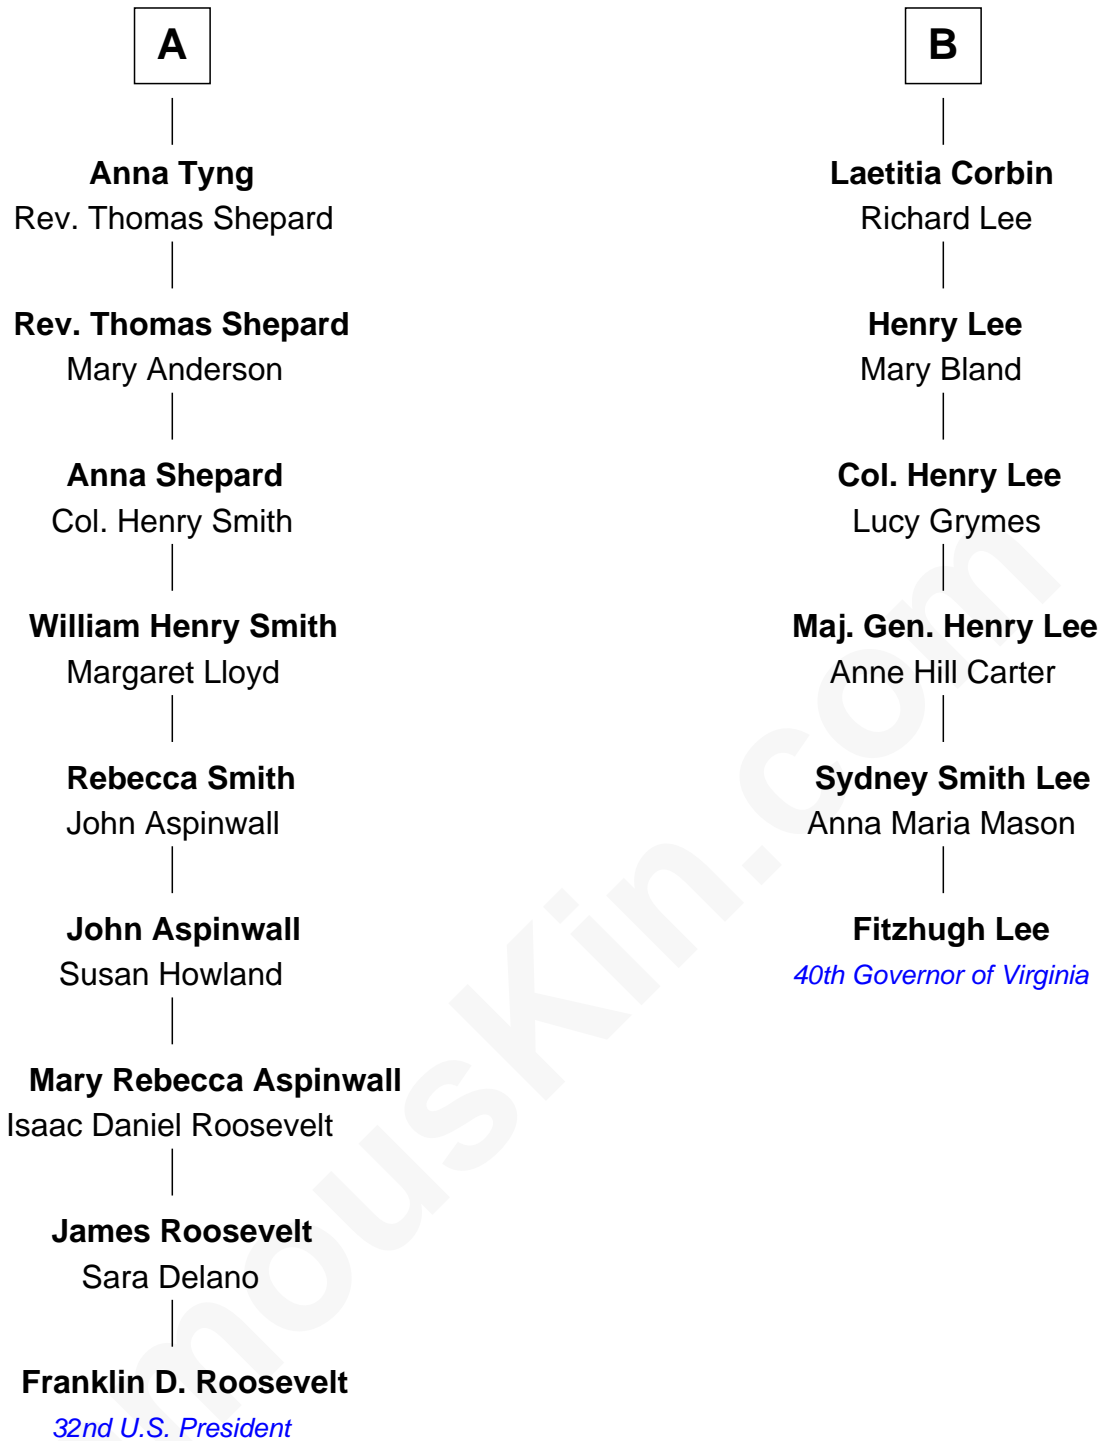 A
Anna Tyng
Rev. Thomas Shepard
Rev. Thomas Shepard
Mary Anderson
Anna Shepard
Col. Henry Smith
William Henry Smith
Margaret Lloyd
Rebecca Smith
John Aspinwall
John Aspinwall
Susan Howland
Mary Rebecca Aspinwall
Isaac Daniel Roosevelt
James Roosevelt
Sara Delano
Franklin D. Roosevelt
32nd U.S. President
B
Laetitia Corbin
Richard Lee
Henry Lee
Mary Bland
Col. Henry Lee
Lucy Grymes
Maj. Gen. Henry Lee
Anne Hill Carter
Sydney Smith Lee
Anna Maria Mason
Fitzhugh Lee
40th Governor of Virginia
mousKin.com